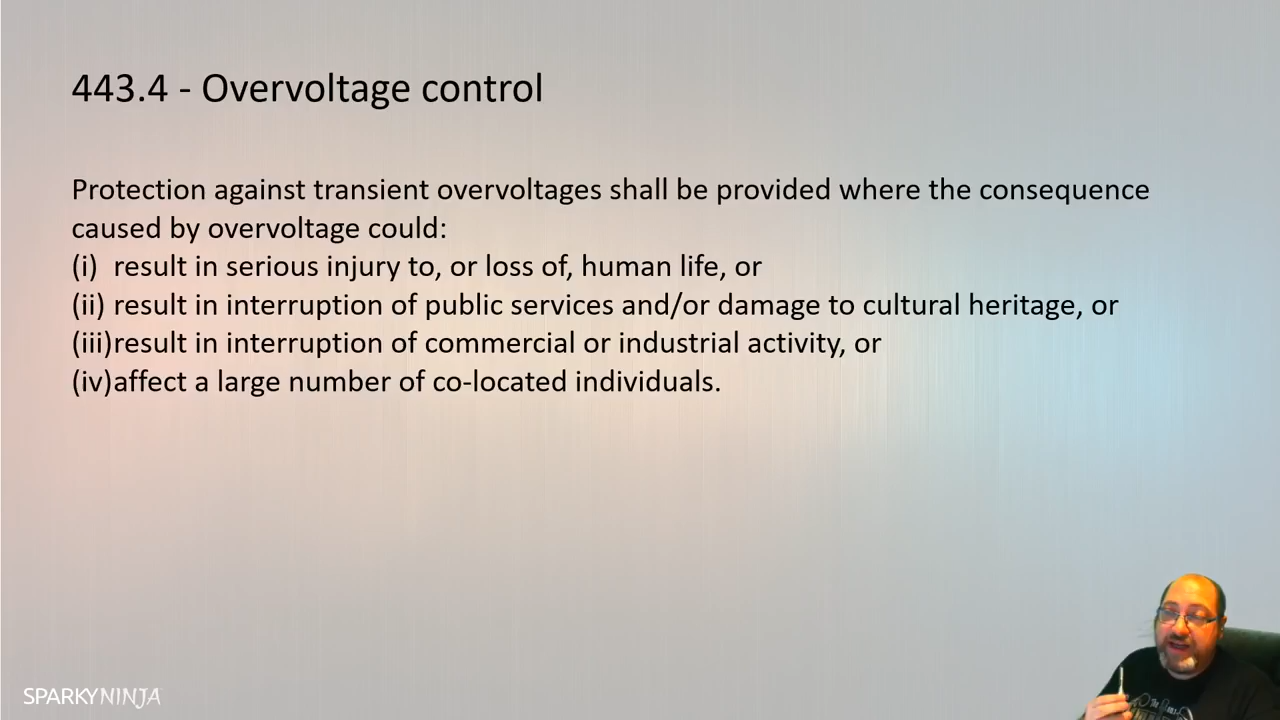 443.4 - Overvoltage control
Protection against transient overvoltages shall be provided where the consequence
caused by overvoltage could:
(i) result in serious injury to, or loss of, human life, or
(ii) result in interruption of public services and/or damage to cultural heritage, or
(iii)result in interruption of commercial or industrial activity, or
(iv)affect a large number of co-located individuals.
SPARKYNINJA